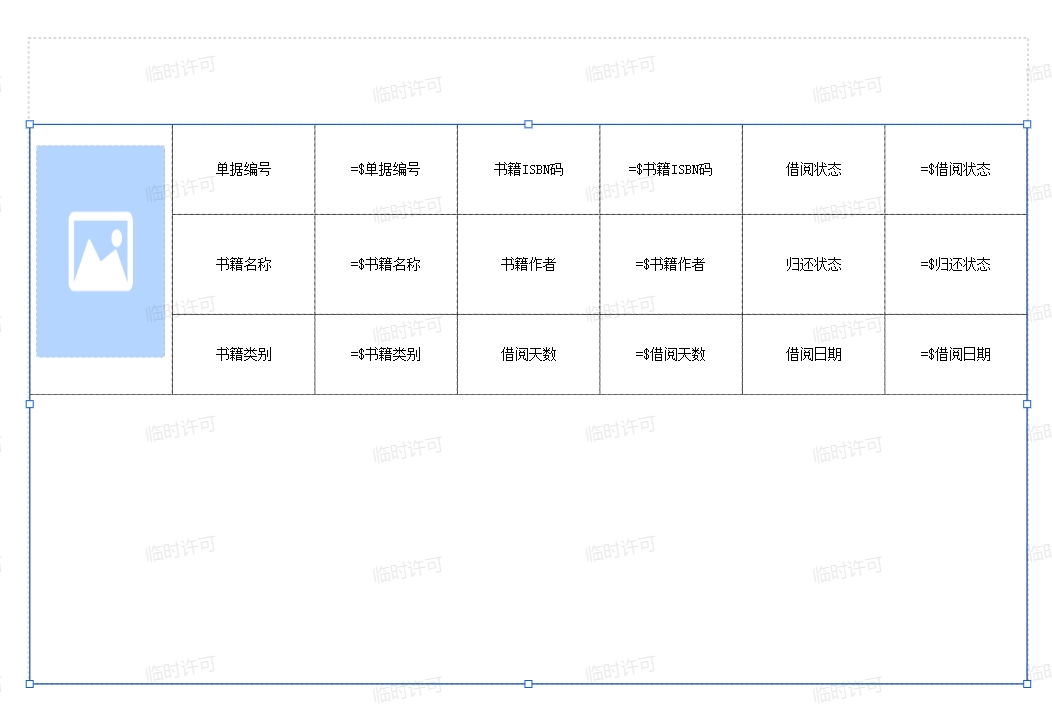 临时许可 临时许可 临时许可 临时许可
单据编号 =$单据编号 书籍ISBN码 =$书籍ISBN码 借阅状态 =$借阅状态
临时许可 临时许可 临时许可 临时许可
书籍名称 =$书籍名称 书籍作者 =$书籍作者 归还状态 =$归还状态
临时许可 临时许可 临时许可 临时许可
书籍类别 =$书籍类别 借阅天数 =$借阅天数 借阅日期 =$借阅日期
临时许可 临时许可 临时许可 临时许可
临时许可 临时许可 临时许可 临时许可
临时许可 临时许可 临时许可 临时许可